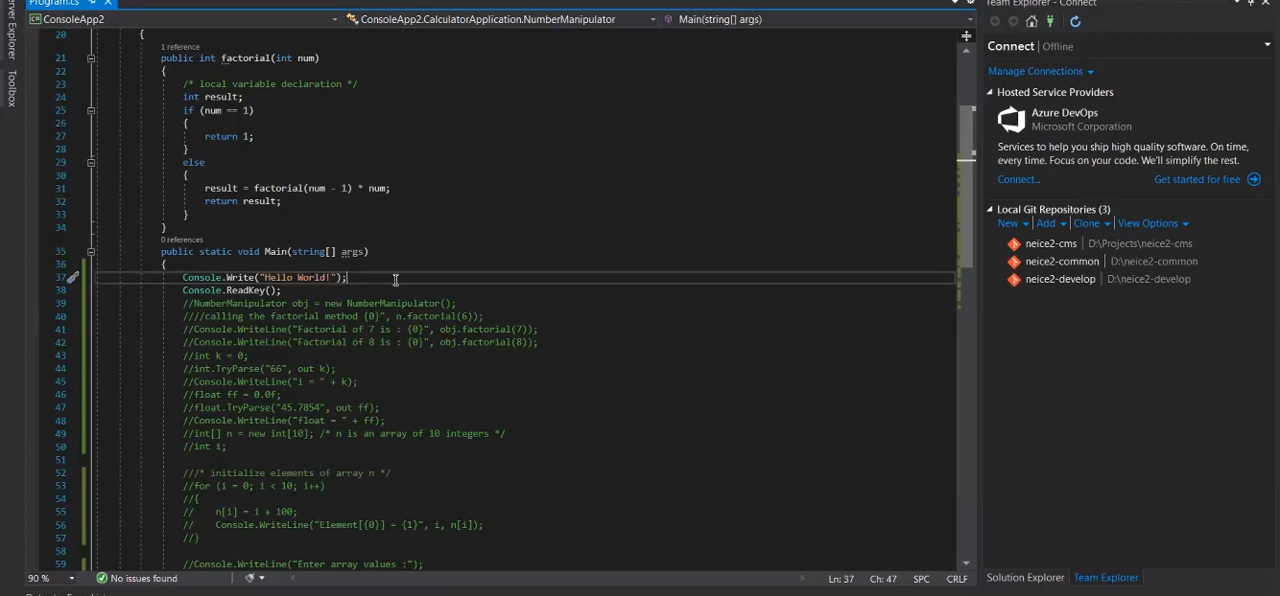 Program.cs
Team Explorer - Connect
Server Explorer
Toolbox
ConsoleApp2
ConsoleApp2.CalculatorApplication.NumberManipulator
Main(string[] args)
20 {
1 reference
21 public int factorial(int num)
22 {
23 /* local variable declaration */
24 int result;
25 if (num == 1)
26 {
27 return 1;
28 }
29 else
30 {
31 result = factorial(num - 1) * num;
32 return result;
33 }
34 }
0 references
35 public static void Main(string[] args)
36 {
37 Console.Write("Hello World!");
38 Console.ReadKey();
39 //NumberManipulator obj = new NumberManipulator();
40 ////calling the factorial method {0}", n.factorial(6));
41 //Console.WriteLine("Factorial of 7 is : {0}", obj.factorial(7));
42 //Console.WriteLine("Factorial of 8 is : {0}", obj.factorial(8));
43 //int k = 0;
44 //int.TryParse("66", out k);
45 //Console.WriteLine("i = " + k);
46 //float ff = 0.0f;
47 //float.TryParse("45.7854", out ff);
48 //Console.WriteLine("float = " + ff);
49 //int[] n = new int[10]; /* n is an array of 10 integers */
50 //int i;
51
52 ///* initialize elements of array n */
53 //for (i = 0; i < 10; i++)
54 //{
55 // n[i] = i + 100;
56 // Console.WriteLine("Element[{0}] = {1}", i, n[i]);
57 //}
58
59 //Console.WriteLine("Enter array values :");
90 %
No issues found
Ln: 37 Ch: 47 SPC CRLF
Connect | Offline
Manage Connections
Hosted Service Providers
Azure DevOps
Microsoft Corporation
Services to help you ship high quality software. On time,
every time. Focus on your code. We'll simplify the rest.
Connect... Get started for free
Local Git Repositories (3)
New Add Clone View Options
neice2-cms D:\Projects\neice2-cms
neice2-common D:\neice2-common
neice2-develop D:\neice2-develop
Solution Explorer Team Explorer